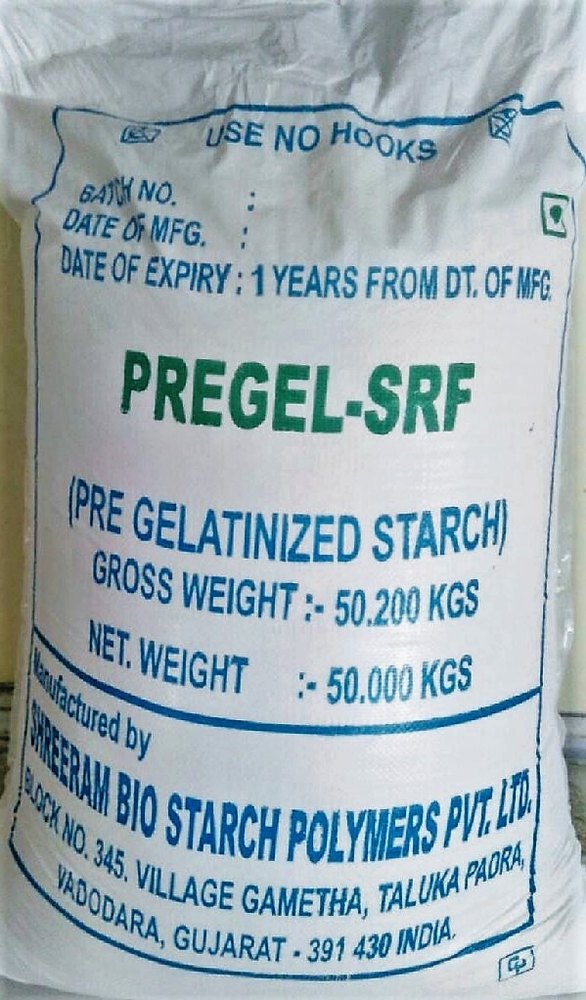 USE NO HOOKS
BATCH NO. :
DATE OF MFG. :
DATE OF EXPIRY : 1 YEARS FROM DT. OF MFG.
PREGEL-SRF
(PRE GELATINIZED STARCH)
GROSS WEIGHT :- 50.200 KGS
NET. WEIGHT :- 50.000 KGS
Manufactured by
SHREERAM BIO STARCH POLYMERS PVT. LTD.
BLOCK NO. 345, VILLAGE GAMETHA, TALUKA PADRA,
VADODARA, GUJARAT - 391 430 INDIA.